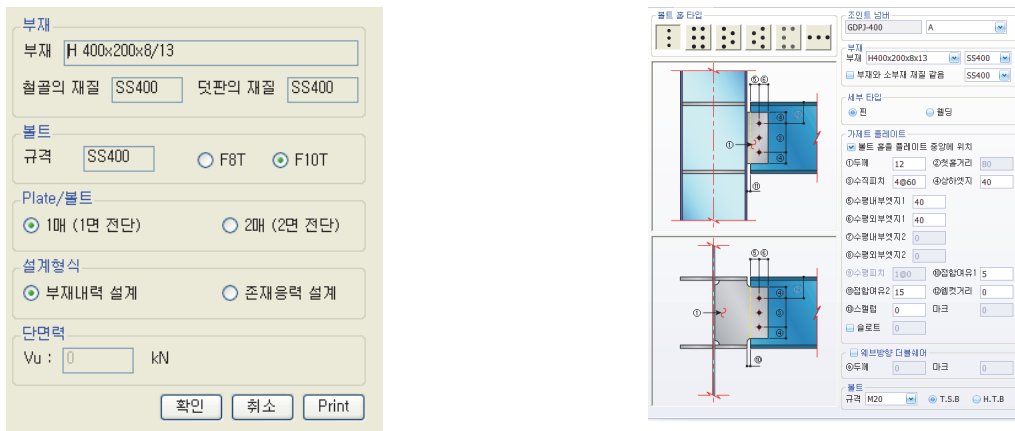 부재
부재 H 400x200x8/13
철골의 재질 SS400 덧판의 재질 SS400
볼트
규격 SS400 F8T F10T
Plate/볼트
1매 (1면 전단) 2매 (2면 전단)
설계형식
부재내력 설계 존재응력 설계
단면력
Vu : 0 kN
확인 취소 Print
볼트 홀 타입
⑤⑥
④
③
④
①
⑪
⑤⑥
④
③
④
①
⑩
조인트 넘버
GDPJ-400 A
부재
부재 H400x200x8x13 SS400
부재와 소부재 재질 같음 SS400
세부 타입
핀 웰딩
가제트 플레이트
볼트 홀을 플레이트 중앙에 위치
①두께 12 ②첫홀거리 80
③수직피치 4@60 ④상하엣지 40
⑤수평내부엣지1 40
⑥수평외부엣지1 40
⑦수평내부엣지2 0
⑧수평외부엣지2 0
⑨수평피치 1@0 ⑩접합여유1 5
⑪접합여유2 15 ⑫웹컷거리 0
⑬스켈럽 0 마크 0
슬로트 0
웨브방향 더블쉐어
두께 0 마크 0
볼트
규격 M20 T.S.B H.T.B